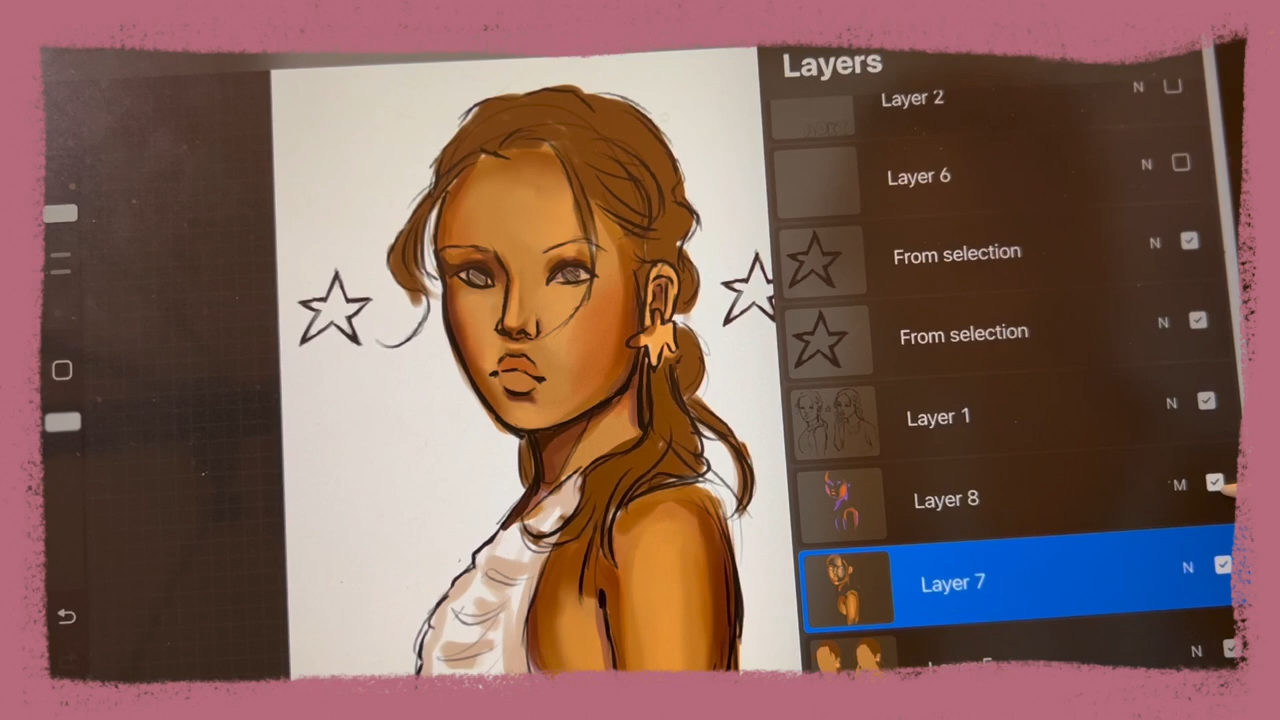 Layers
Layer 2
N
Layer 6
N
From selection
N
From selection
N
Layer 1
N
Layer 8
M
Layer 7
N
N